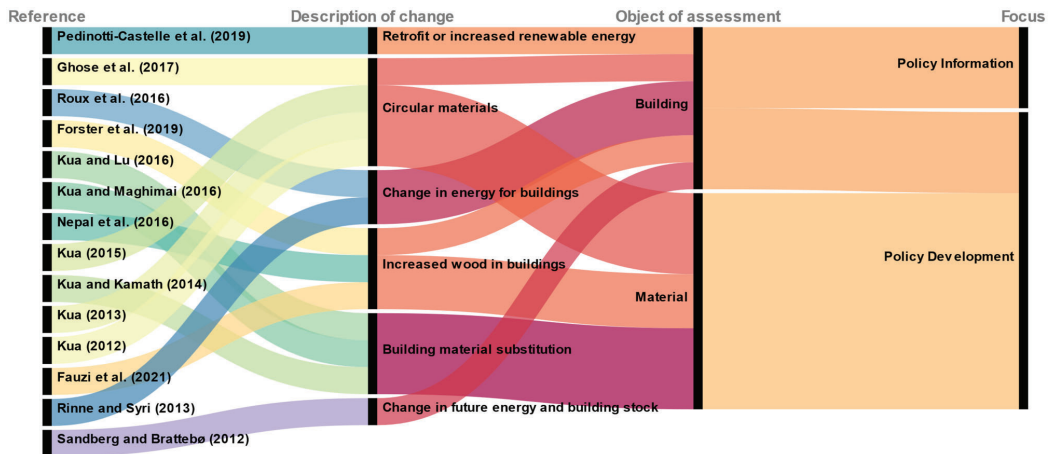 Reference
Description of change
Object of assessment
Focus
Pedinotti-Castelle et al. (2019)
Ghose et al. (2017)
Roux et al. (2016)
Forster et al. (2019)
Kua and Lu (2016)
Kua and Maghimai (2016)
Nepal et al. (2016)
Kua (2015)
Kua and Kamath (2014)
Kua (2013)
Kua (2012)
Fauzi et al. (2021)
Rinne and Syri (2013)
Sandberg and Brattebø (2012)
Retrofit or increased renewable energy
Circular materials
Change in energy for buildings
Increased wood in buildings
Building material substitution
Change in future energy and building stock
Building
Material
Policy Information
Policy Development